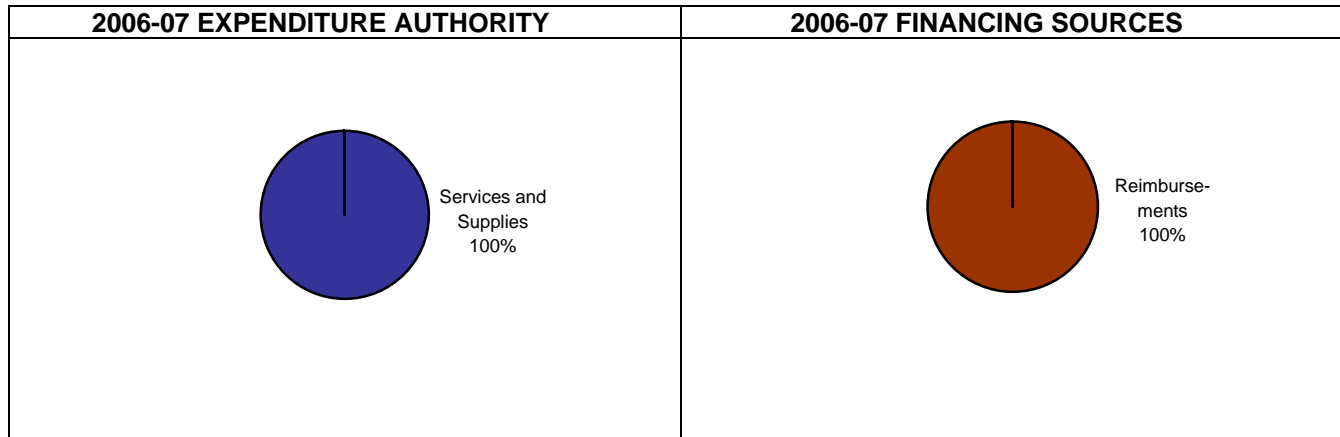 2006-07 EXPENDITURE AUTHORITY
2006-07 FINANCING SOURCES
Services and
Supplies
100%
Reimburse-
ments
100%